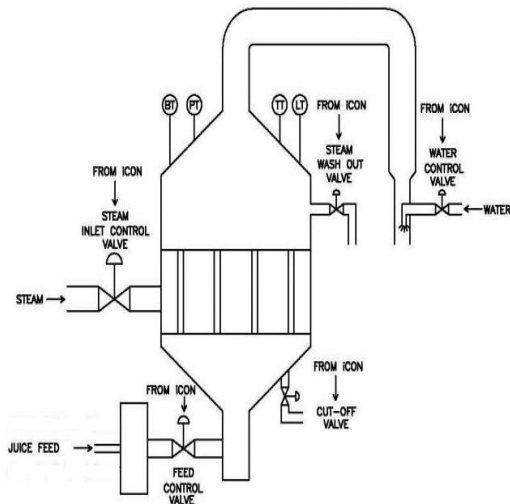 BT
PT
TT
LT
FROM iCON
STEAM
WASH OUT
VALVE
FROM iCON
WATER
CONTROL
VALVE
WATER
FROM iCON
STEAM
INLET CONTROL
VALVE
STEAM
FROM iCON
CUT-OFF
VALVE
FROM iCON
JUICE FEED
FEED
CONTROL
VALVE